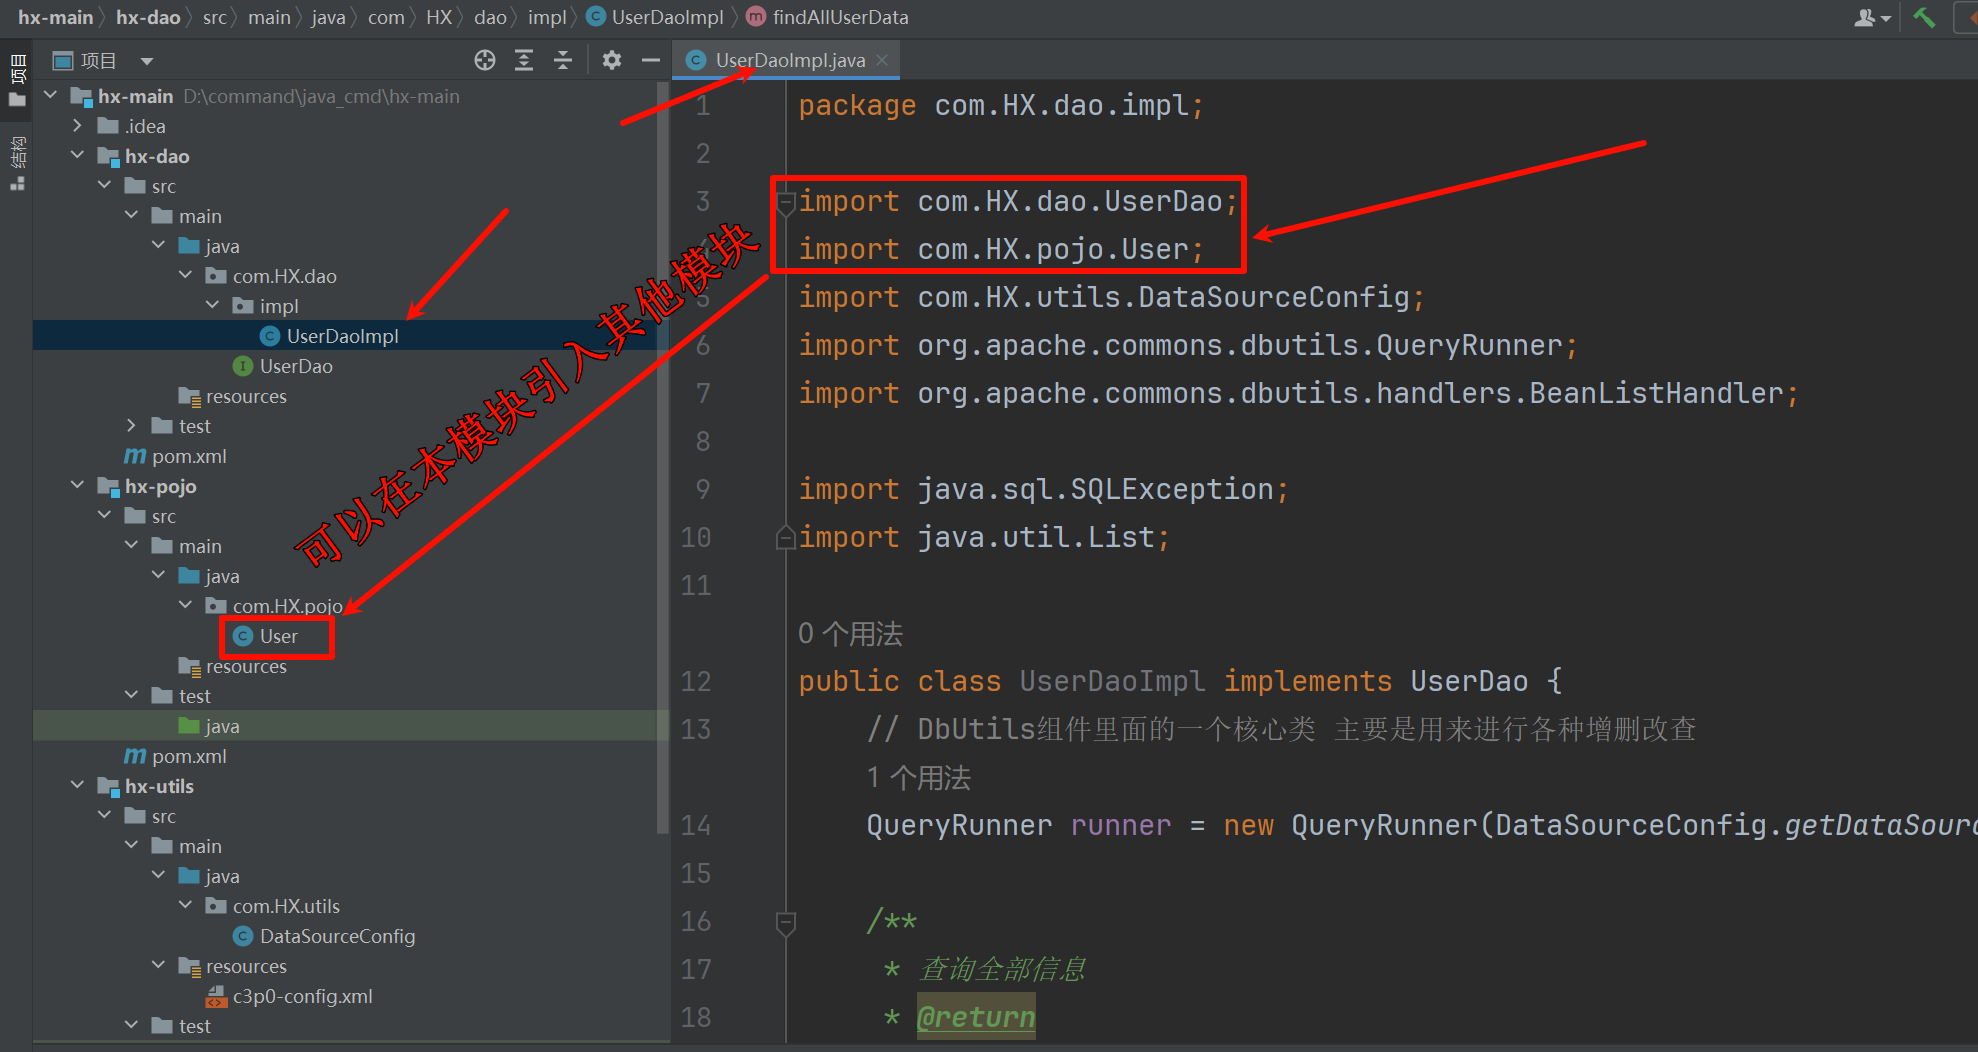 hx-main 〉 hx-dao 〉 src 〉 main 〉 java 〉 com 〉 HX 〉 dao 〉 impl 〉 UserDaoImpl 〉 findAllUserData
项目
结构
项目
hx-main D:\command\java_cmd\hx-main
.idea
hx-dao
src
main
java
com.HX.dao
impl
UserDaoImpl
UserDao
resources
test
pom.xml
hx-pojo
src
main
java
com.HX.pojo
User
resources
test
java
pom.xml
hx-utils
src
main
java
com.HX.utils
DataSourceConfig
resources
c3p0-config.xml
test
可以在本模块引入其他模块
UserDaoImpl.java
1 package com.HX.dao.impl;
2
3 import com.HX.dao.UserDao;
import com.HX.pojo.User;
5 import com.HX.utils.DataSourceConfig;
6 import org.apache.commons.dbutils.QueryRunner;
7 import org.apache.commons.dbutils.handlers.BeanListHandler;
8
9 import java.sql.SQLException;
10 import java.util.List;
11
0 个用法
12 public class UserDaoImpl implements UserDao {
13 // DbUtils组件里面的一个核心类 主要是用来进行各种增删改查
1 个用法
14 QueryRunner runner = new QueryRunner(DataSourceConfig.getDataSourc
15
16 /**
17 * 查询全部信息
18 * @return